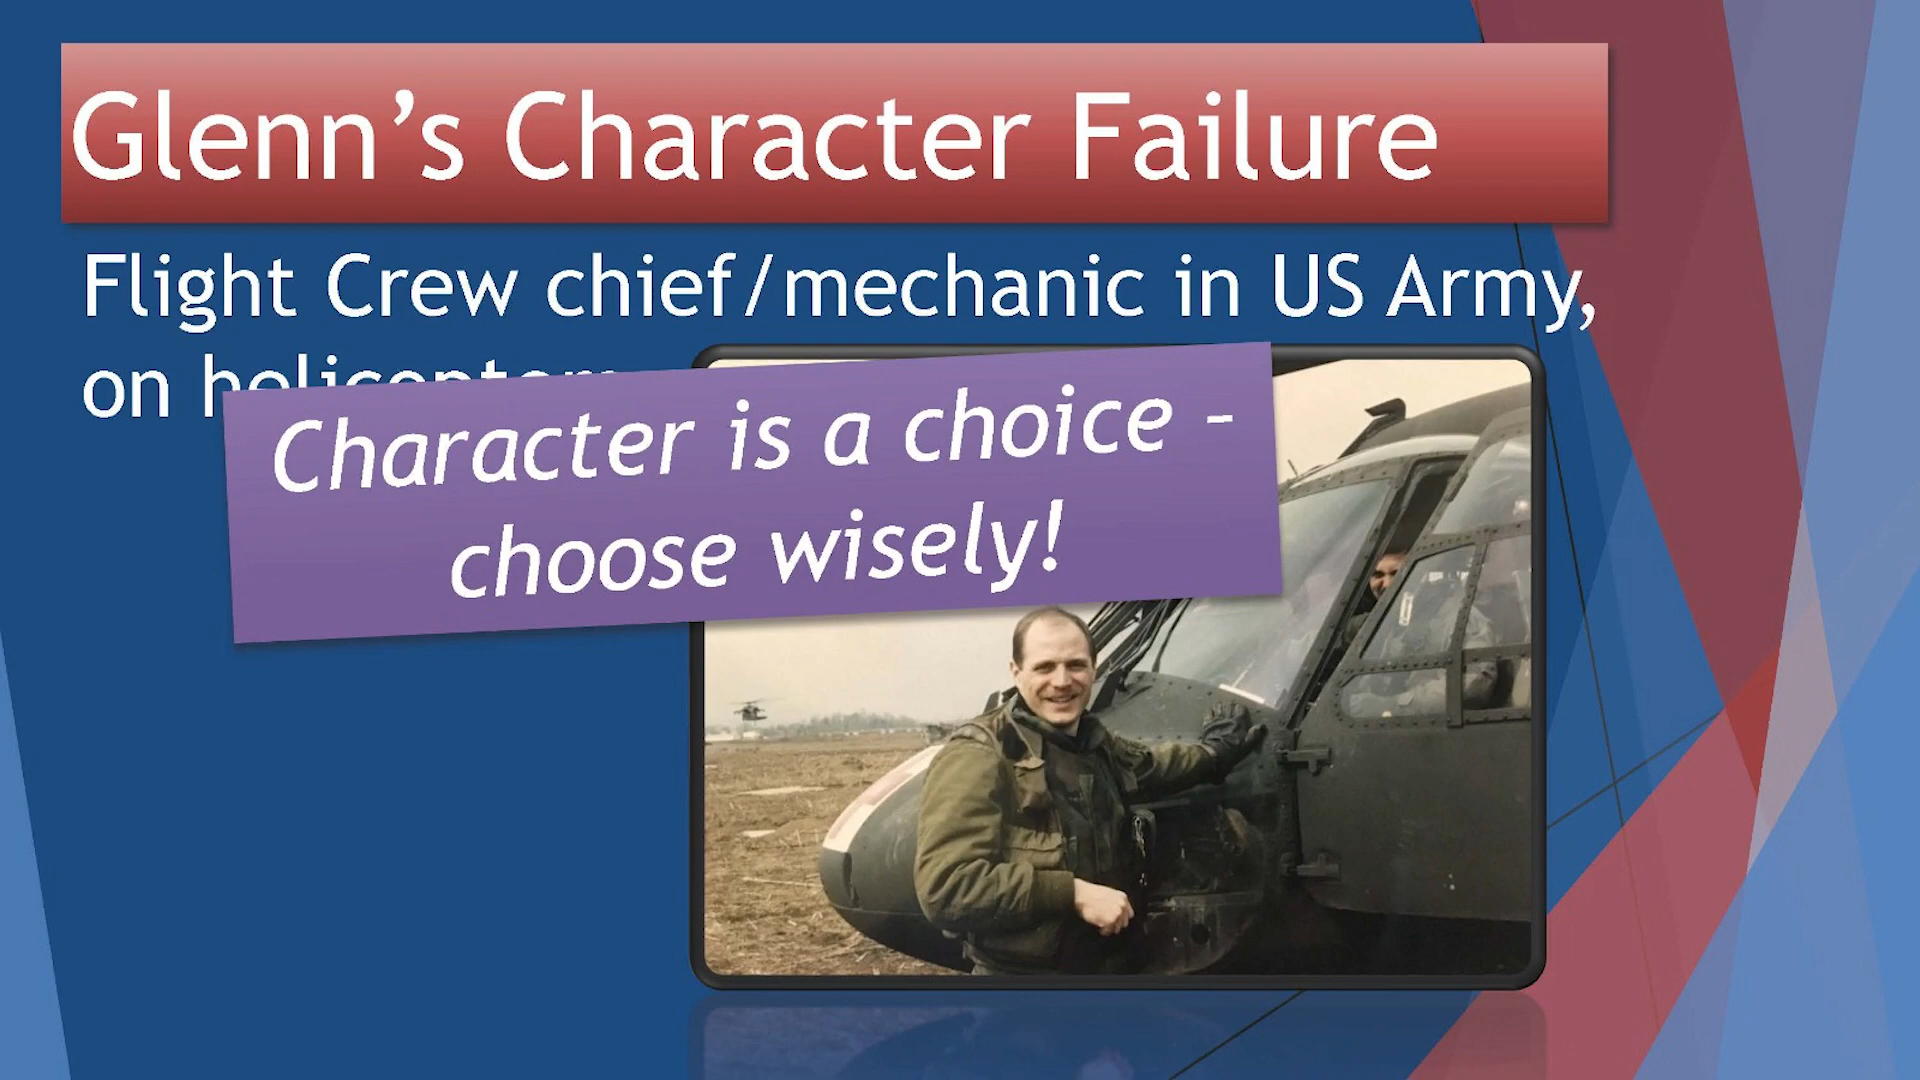 Glenn’s Character Failure
Flight Crew chief/mechanic in US Army,
on
Character is a choice –
choose wisely!